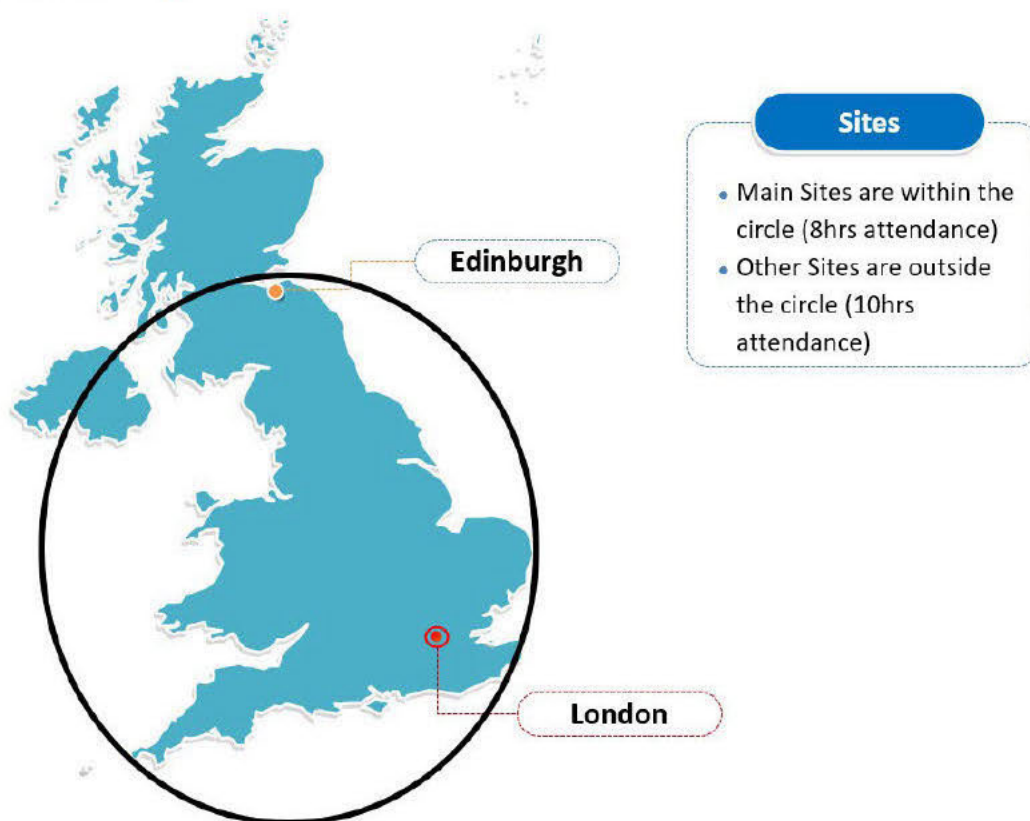 Sites
• Main Sites are within the
circle (8hrs attendance)
• Other Sites are outside
the circle (10hrs
attendance)
Edinburgh
London